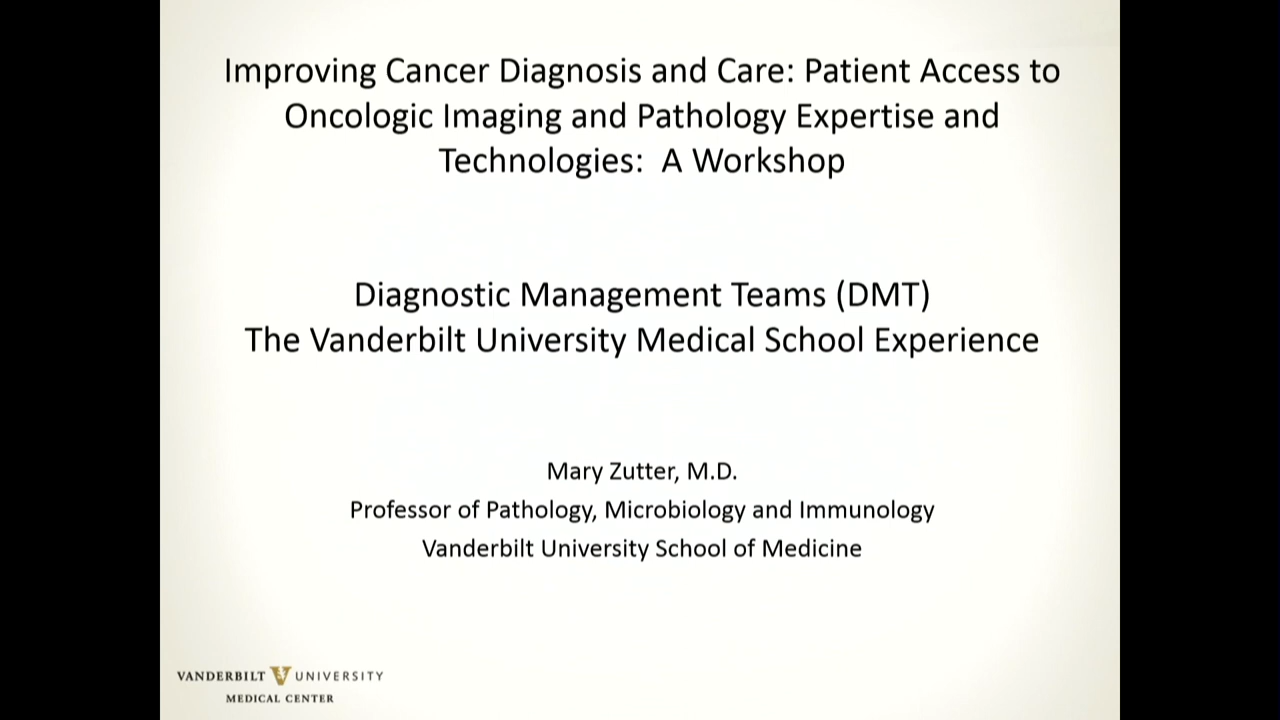 Improving Cancer Diagnosis and Care: Patient Access to
Oncologic Imaging and Pathology Expertise and
Technologies: A Workshop
Diagnostic Management Teams (DMT)
The Vanderbilt University Medical School Experience
Mary Zutter, M.D.
Professor of Pathology, Microbiology and Immunology
Vanderbilt University School of Medicine
VANDERBILT V UNIVERSITY
MEDICAL CENTER